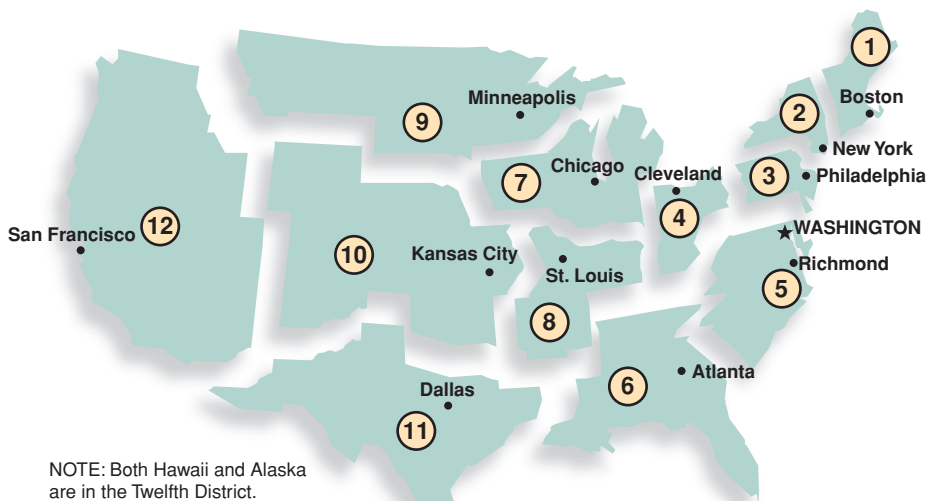 1
Minneapolis
2
Boston
9
New York
Chicago
Cleveland
3
Philadelphia
7
4
12
San Francisco
WASHINGTON
10
Kansas City
St. Louis
Richmond
5
8
Atlanta
6
Dallas
11
NOTE: Both Hawaii and Alaska
are in the Twelfth District.